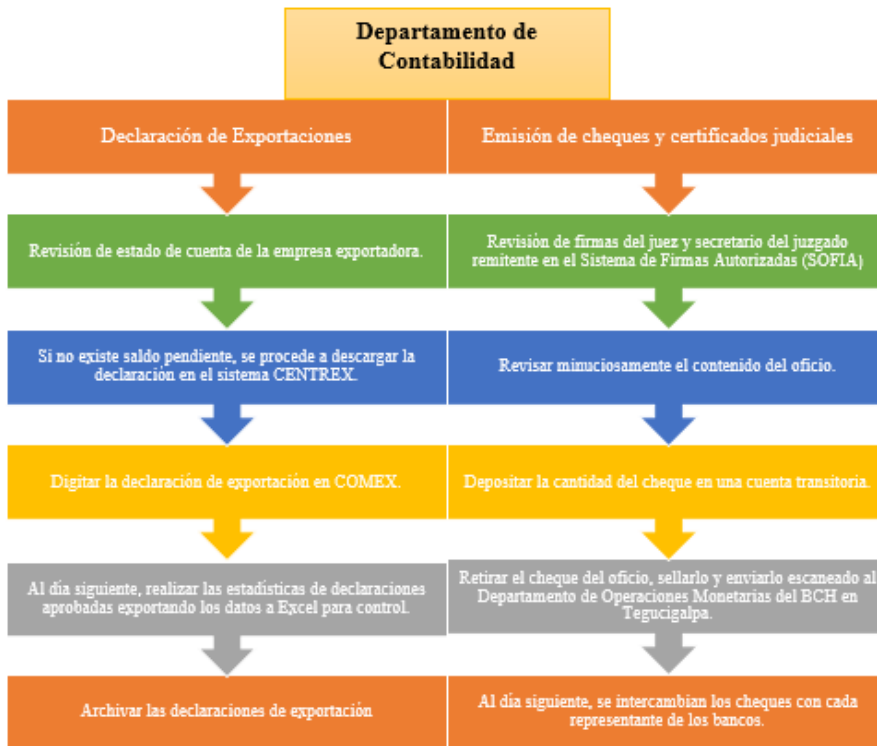 Departamento de
Contabilidad
Declaración de Exportaciones
Emisión de cheques y certificados judiciales
Revisión de estado de cuenta de la empresa exportadora.
Revisión de firmas del juez y secretario del juzgado
remitente en el Sistema de Firmas Autorizadas (SOFIA)
Si no existe saldo pendiente, se procede a descargar la
declaración en el sistema CENTREX.
Revisar minuciosamente el contenido del oficio.
Digitar la declaración de exportación en COMEX.
Depositar la cantidad del cheque en una cuenta transitoria.
Al día siguiente, realizar las estadísticas de declaraciones
aprobadas exportando los datos a Excel para control.
Retirar el cheque del oficio, sellarlo y enviarlo escaneado al
Departamento de Operaciones Monetarias del BCH en
Tegucigalpa.
Archivar las declaraciones de exportación
Al día siguiente, se intercambian los cheques con cada
representante de los bancos.